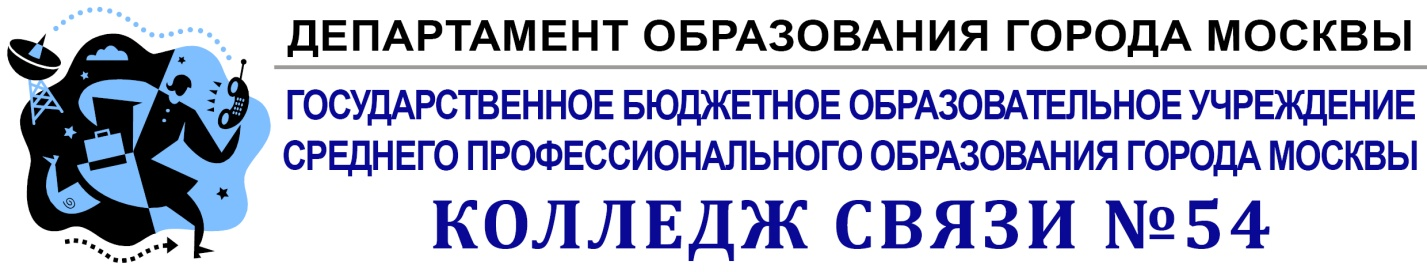 ДЕПАРТАМЕНТ ОБРАЗОВАНИЯ ГОРОДА МОСКВЫ
ГОСУДАРСТВЕННОЕ БЮДЖЕТНОЕ ОБРАЗОВАТЕЛЬНОЕ УЧРЕЖДЕНИЕ
СРЕДНЕГО ПРОФЕССИОНАЛЬНОГО ОБРАЗОВАНИЯ ГОРОДА МОСКВЫ
КОЛЛЕДЖ СВЯЗИ №54